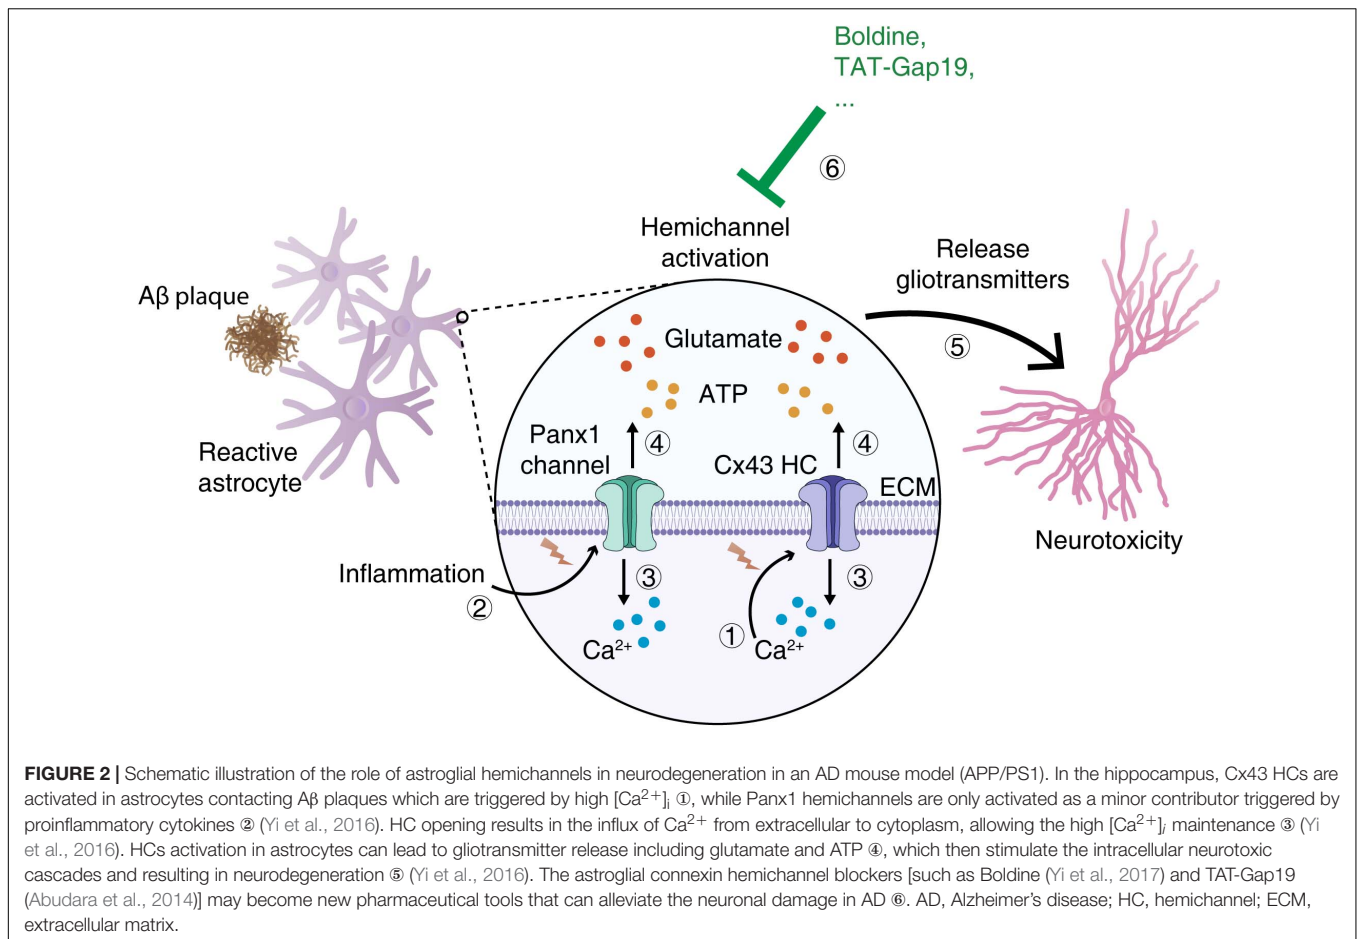 Boldine,
TAT-Gap19,
...
⑥
Hemichannel
activation
Release
gliotransmitters
⑤
Aβ plaque
Glutamate
ATP
Reactive
astrocyte
Panx1
channel
④
Cx43 HC
④
ECM
Neurotoxicity
Inflammation
②
③
③
①
Ca²⁺
Ca²⁺
FIGURE 2 | Schematic illustration of the role of astroglial hemichannels in neurodegeneration in an AD mouse model (APP/PS1). In the hippocampus, Cx43 HCs are
activated in astrocytes contacting Aβ plaques which are triggered by high [Ca²⁺]ᵢ ①, while Panx1 hemichannels are only activated as a minor contributor triggered by
proinflammatory cytokines ② (Yi et al., 2016). HC opening results in the influx of Ca²⁺ from extracellular to cytoplasm, allowing the high [Ca²⁺]ᵢ maintenance ③ (Yi
et al., 2016). HCs activation in astrocytes can lead to gliotransmitter release including glutamate and ATP ④, which then stimulate the intracellular neurotoxic
cascades and resulting in neurodegeneration ⑤ (Yi et al., 2016). The astroglial connexin hemichannel blockers [such as Boldine (Yi et al., 2017) and TAT-Gap19
(Abudara et al., 2014)] may become new pharmaceutical tools that can alleviate the neuronal damage in AD ⑥. AD, Alzheimer's disease; HC, hemichannel; ECM,
extracellular matrix.